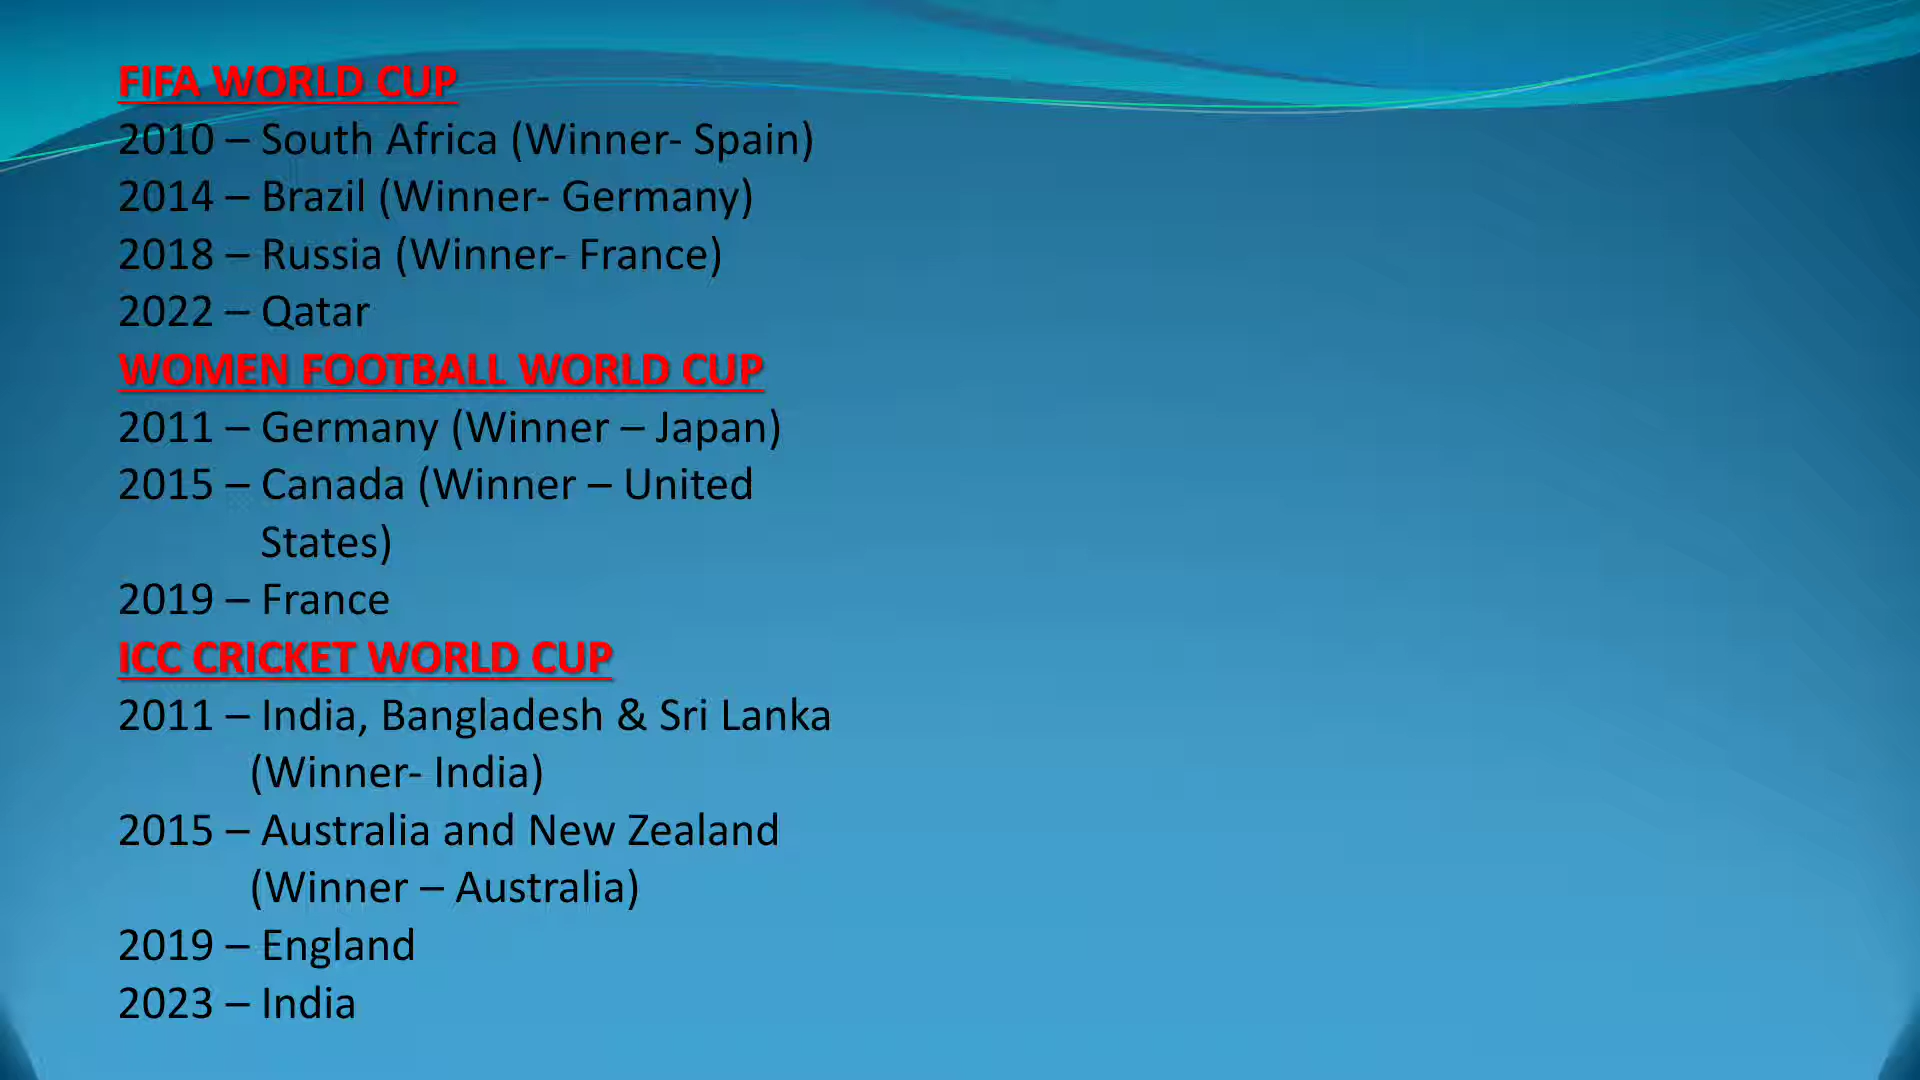 FIFA WORLD CUP
2010 – South Africa (Winner- Spain)
2014 – Brazil (Winner- Germany)
2018 – Russia (Winner- France)
2022 – Qatar
WOMEN FOOTBALL WORLD CUP
2011 – Germany (Winner – Japan)
2015 – Canada (Winner – United
States)
2019 – France
ICC CRICKET WORLD CUP
2011 – India, Bangladesh & Sri Lanka
(Winner- India)
2015 – Australia and New Zealand
(Winner – Australia)
2019 – England
2023 – India